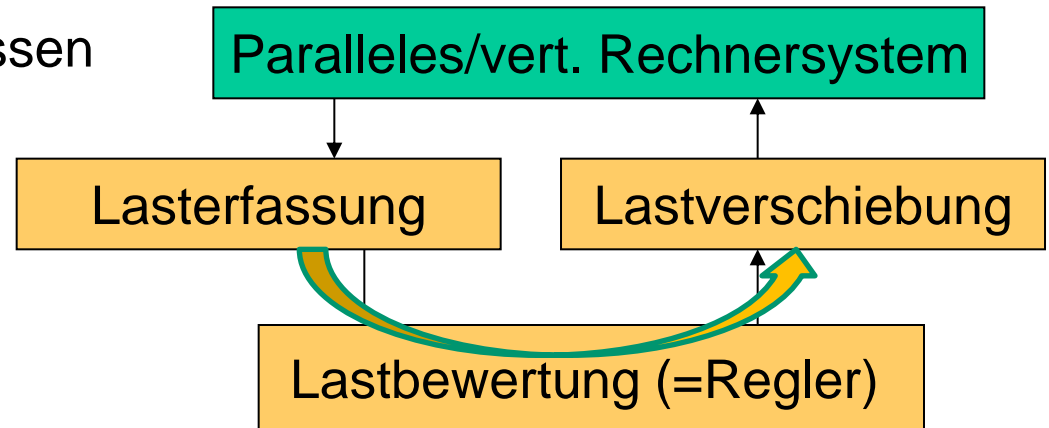 ssen
Paralleles/vert. Rechnersystem
Lasterfassung
Lastverschiebung
Lastbewertung (=Regler)